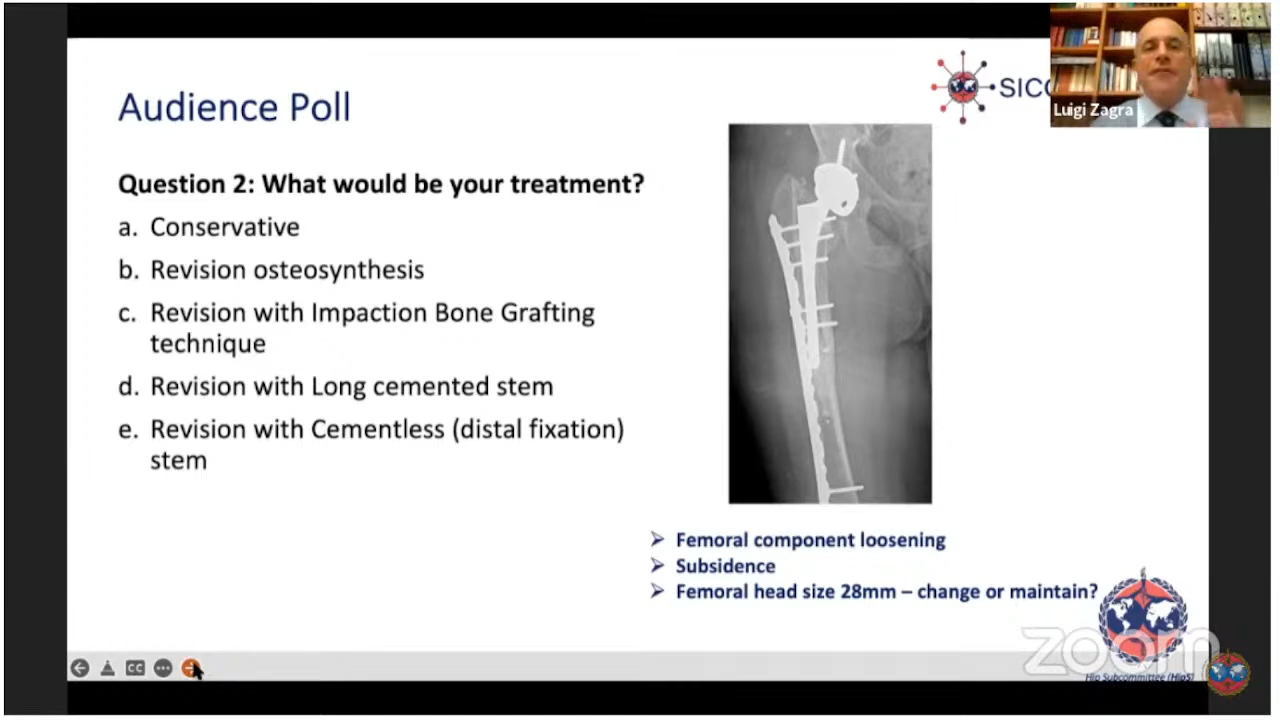 Audience Poll
SICO
Luigi Zagra
Question 2: What would be your treatment?
a. Conservative
b. Revision osteosynthesis
c. Revision with Impaction Bone Grafting
technique
d. Revision with Long cemented stem
e. Revision with Cementless (distal fixation)
stem
Femoral component loosening
Subsidence
Femoral head size 28mm – change or maintain?
zoom
CC
Hip Subcommittee (HipS)